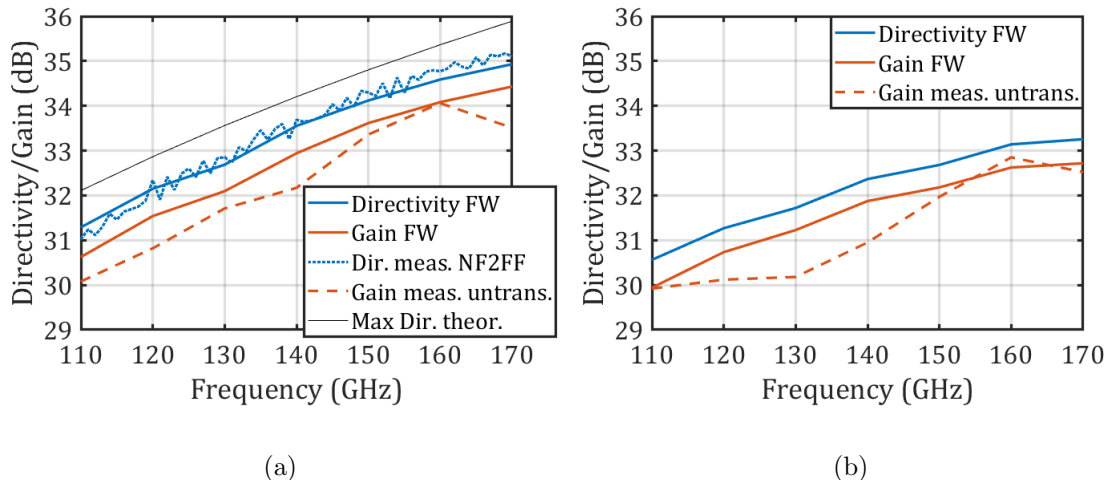 36
35
34
33
32
31
30
29
Directivity/Gain (dB)
Directivity FW
Gain FW
Dir. meas. NF2FF
Gain meas. untrans.
Max Dir. theor.
110 120 130 140 150 160 170
Frequency (GHz)
(a)
36
35
34
33
32
31
30
29
Directivity/Gain (dB)
Directivity FW
Gain FW
Gain meas. untrans.
110 120 130 140 150 160 170
Frequency (GHz)
(b)